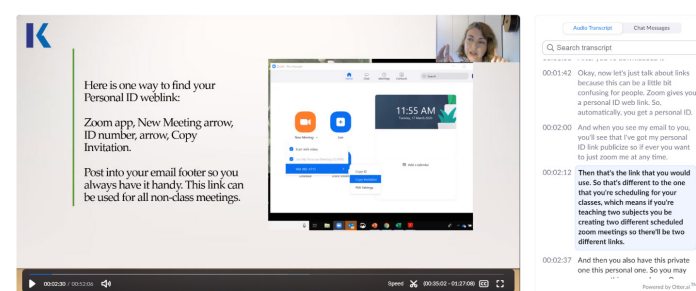 K
Here is one way to find your
Personal ID weblink:
Zoom app, New Meeting arrow,
ID number, arrow, Copy
Invitation.
Post into your email footer so you
always have it handy. This link can
be used for all non-class meetings.
11:55 AM
Tuesday, 17 March 2020
New Meeting
Join
Start with video
Copy ID
Copy Invitation
PMI Settings
Add a calendar
00:02:30 / 00:52:06
Speed
(00:35:02 - 01:27:08)
Audio Transcript
Chat Messages
Search transcript
00:01:42 Okay, now let's just talk about links
because this can be a little bit
confusing for people. Zoom gives you
a personal ID web link. So,
automatically, you get a personal ID.
00:02:00 And when you see my email to you,
you'll see that I've got my personal
ID link publicize so if ever you want
to just zoom me at any time.
00:02:12 Then that's the link that you would
use. So that's different to the one
that you're scheduling for your
classes, which means if you're
teaching two subjects you be
creating two different scheduled
zoom meetings so there'll be two
different links.
00:02:37 And then you also have this private
one this personal one. So you may
Powered by Otter.ai